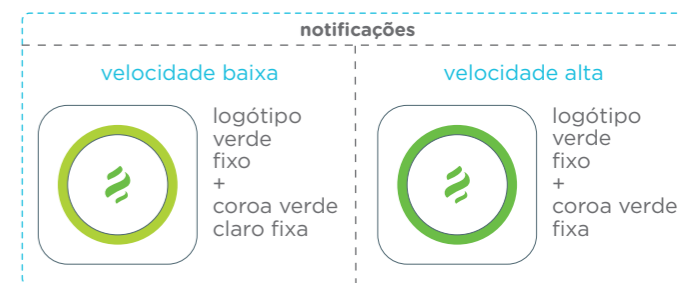 notificações
velocidade baixa
logótipo
verde
fixo
+
coroa verde
claro fixa
velocidade alta
logótipo
verde
fixo
+
coroa verde
fixa